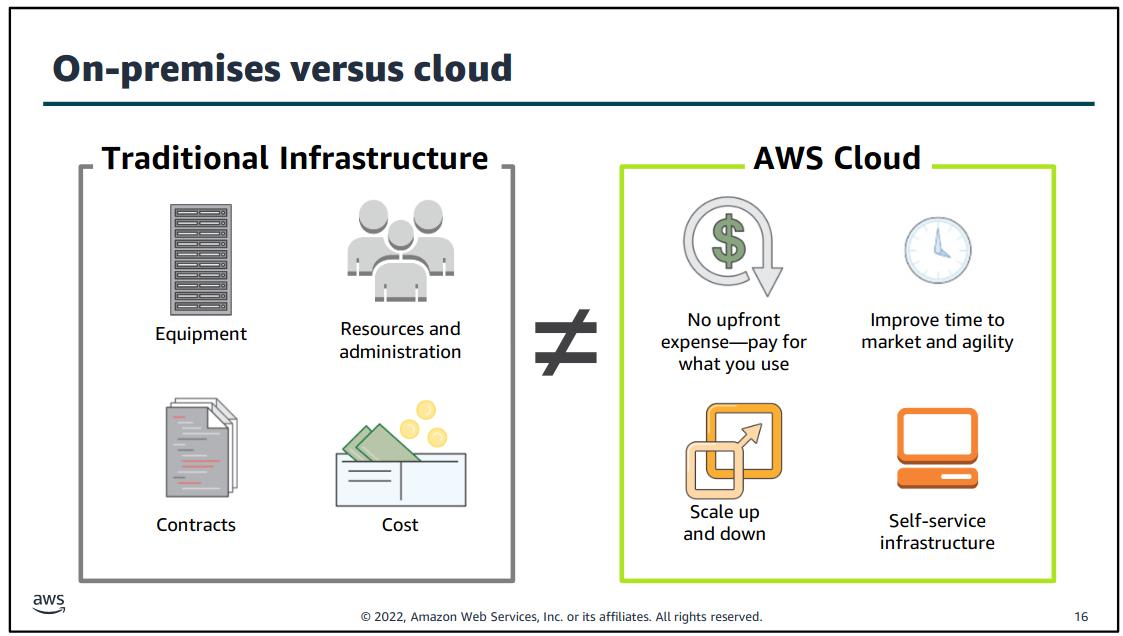 On-premises versus cloud
Traditional Infrastructure
Equipment
Resources and
administration
Contracts
Cost
≠
AWS Cloud
$
No upfront
expense—pay for
what you use
Improve time to
market and agility
Scale up
and down
Self-service
infrastructure
aws
© 2022, Amazon Web Services, Inc. or its affiliates. All rights reserved.
16